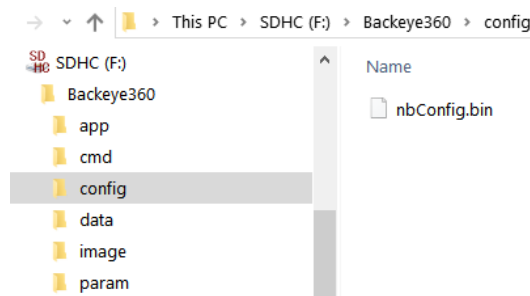 This PC > SDHC (F:) > Backeye360 > config
SD HC SDHC (F:)
Backeye360
app
cmd
config
data
image
param
Name
nbConfig.bin